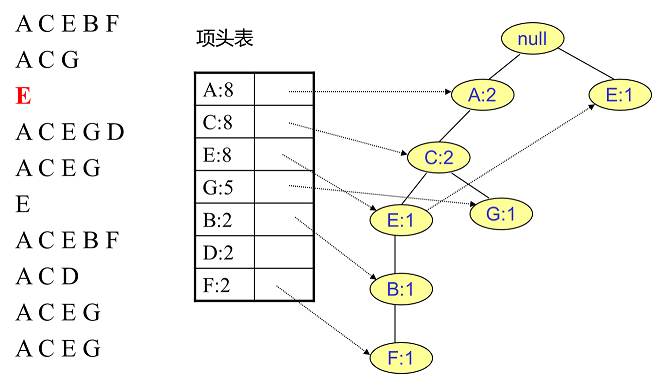 A C E B F
A C G
E
A C E G D
A C E G
E
A C E B F
A C D
A C E G
A C E G
项头表
A:8
C:8
E:8
G:5
B:2
D:2
F:2
null
A:2
E:1
C:2
E:1
G:1
B:1
F:1